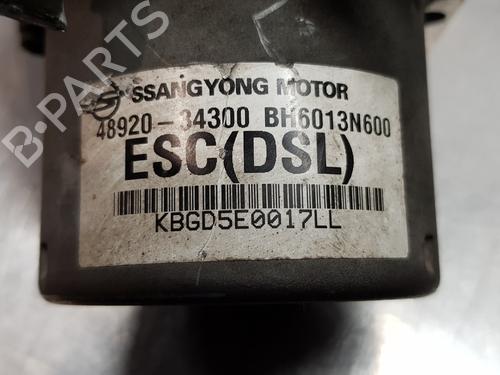 SSANGYONG MOTOR
48920-34300 BH6013N600
ESC(DSL)
KBGD5E0017LL
B-PARTS